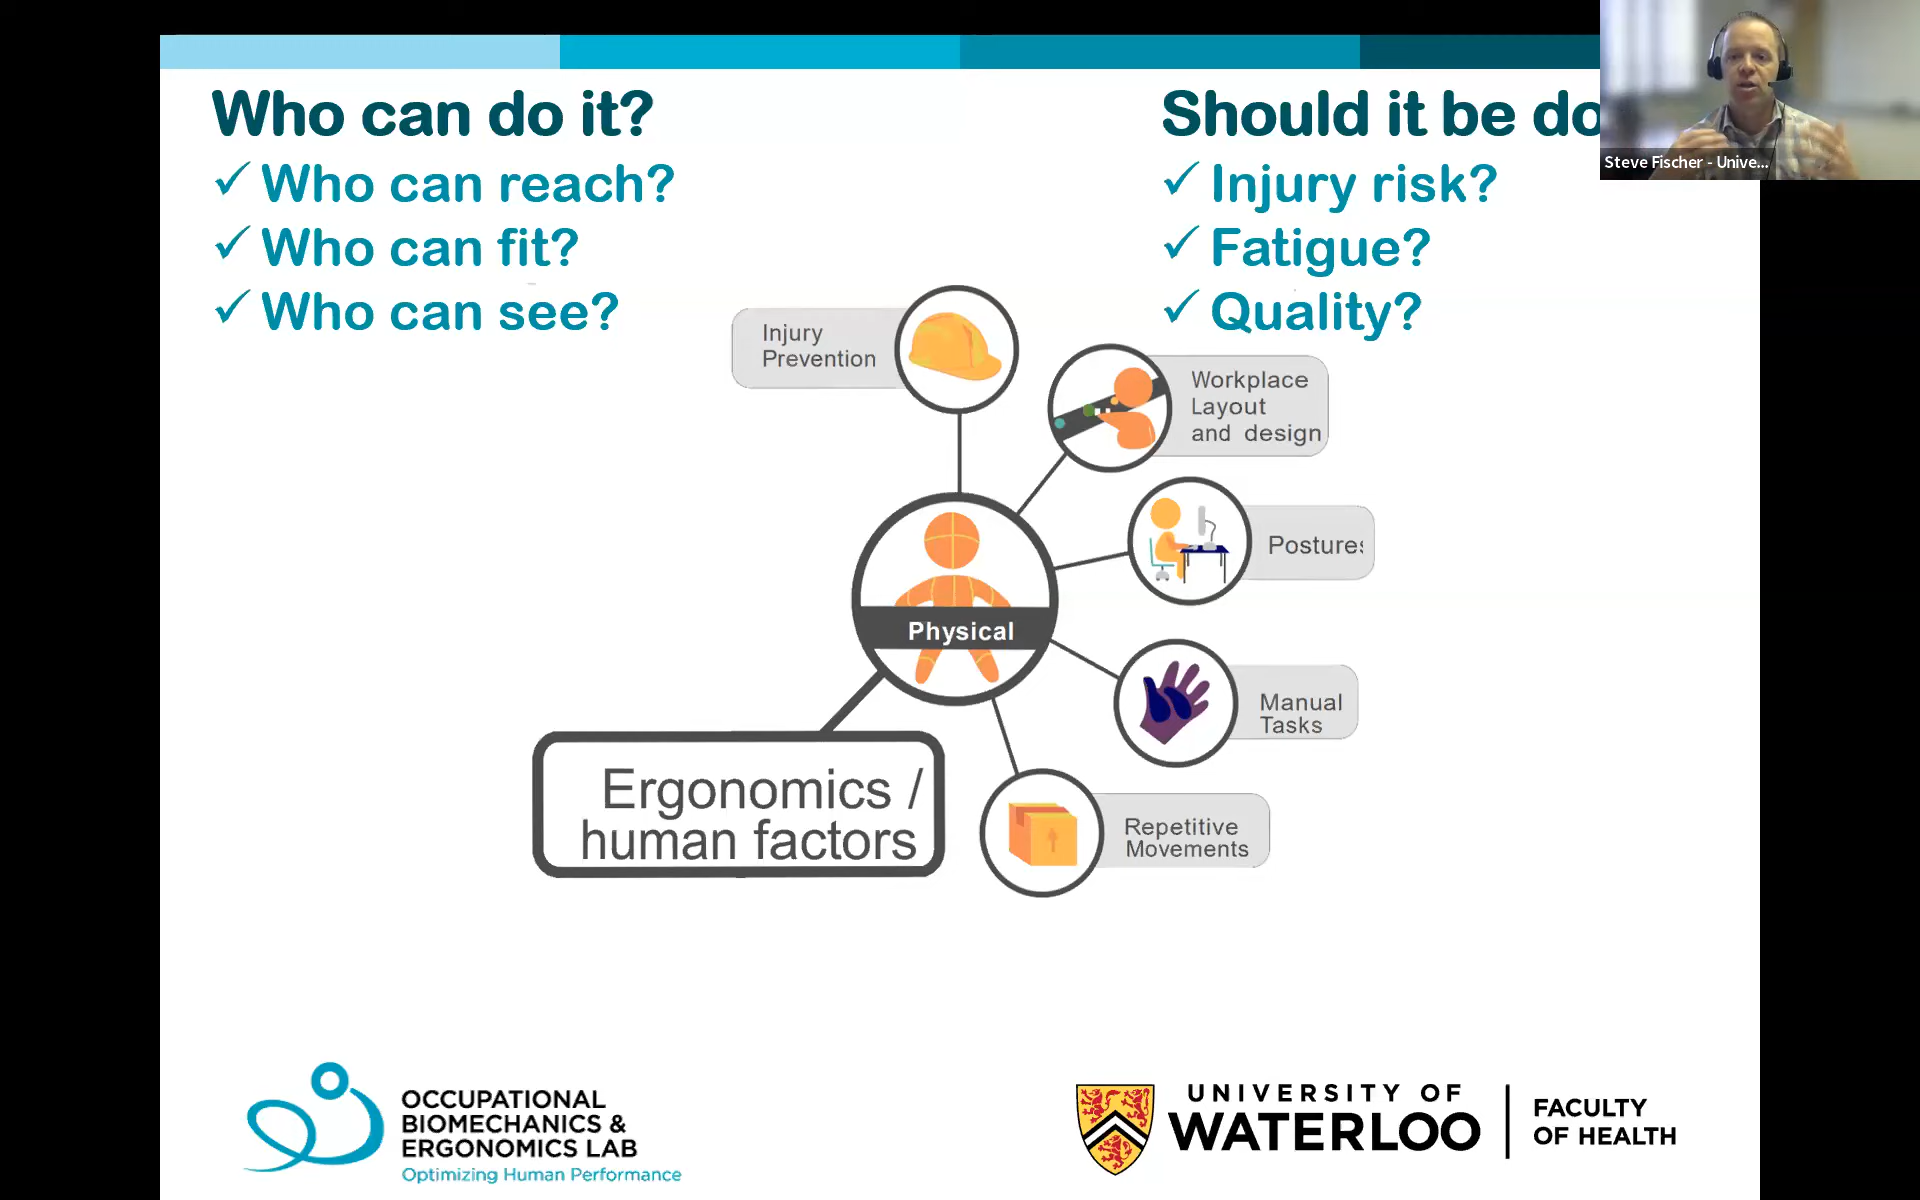 Who can do it?
Who can reach?
Who can fit?
Who can see?
Should it be do
Injury risk?
Fatigue?
Quality?
Steve Fischer - Unive...
Injury
Prevention
Workplace
Layout
and design
Postures
Physical
Manual
Tasks
Ergonomics /
human factors
Repetitive
Movements
OCCUPATIONAL
BIOMECHANICS &
ERGONOMICS LAB
Optimizing Human Performance
UNIVERSITY OF
WATERLOO
FACULTY
OF HEALTH